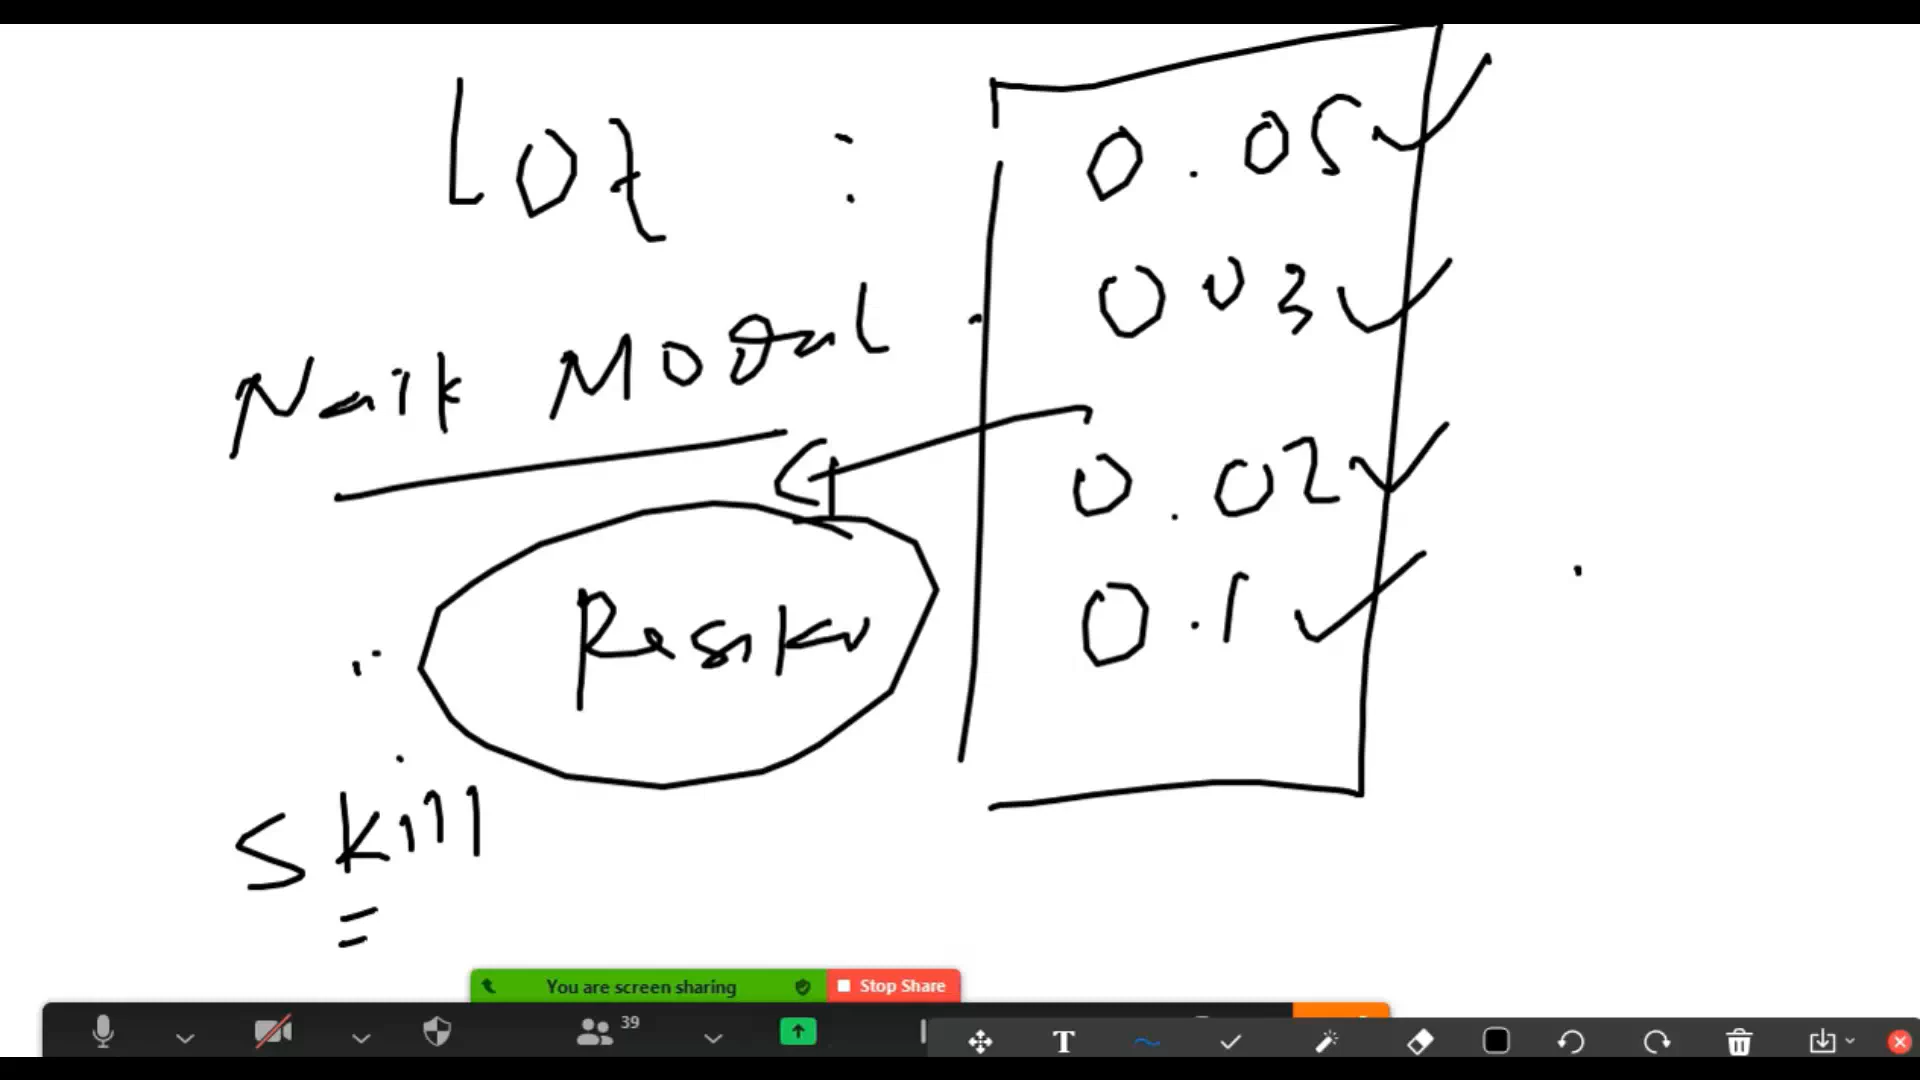 Lot : 0.05
Naik Modal 0.03
0.02
Resiko 0.1
Skill
You are screen sharing Stop Share
39
T